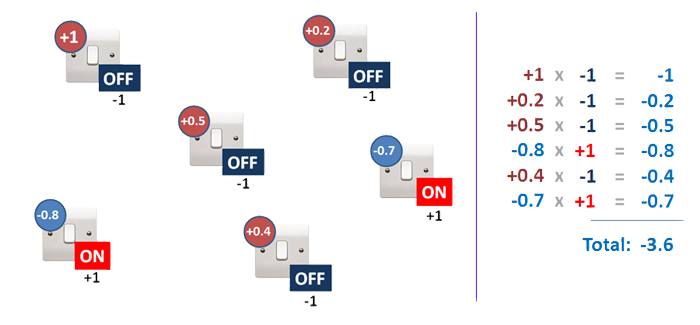 +1
OFF
-1
+0.2
OFF
-1
+0.5
OFF
-1
-0.7
ON
+1
-0.8
ON
+1
+0.4
OFF
-1
+1 x -1 = -1
+0.2 x -1 = -0.2
+0.5 x -1 = -0.5
-0.8 x +1 = -0.8
+0.4 x -1 = -0.4
-0.7 x +1 = -0.7
Total: -3.6